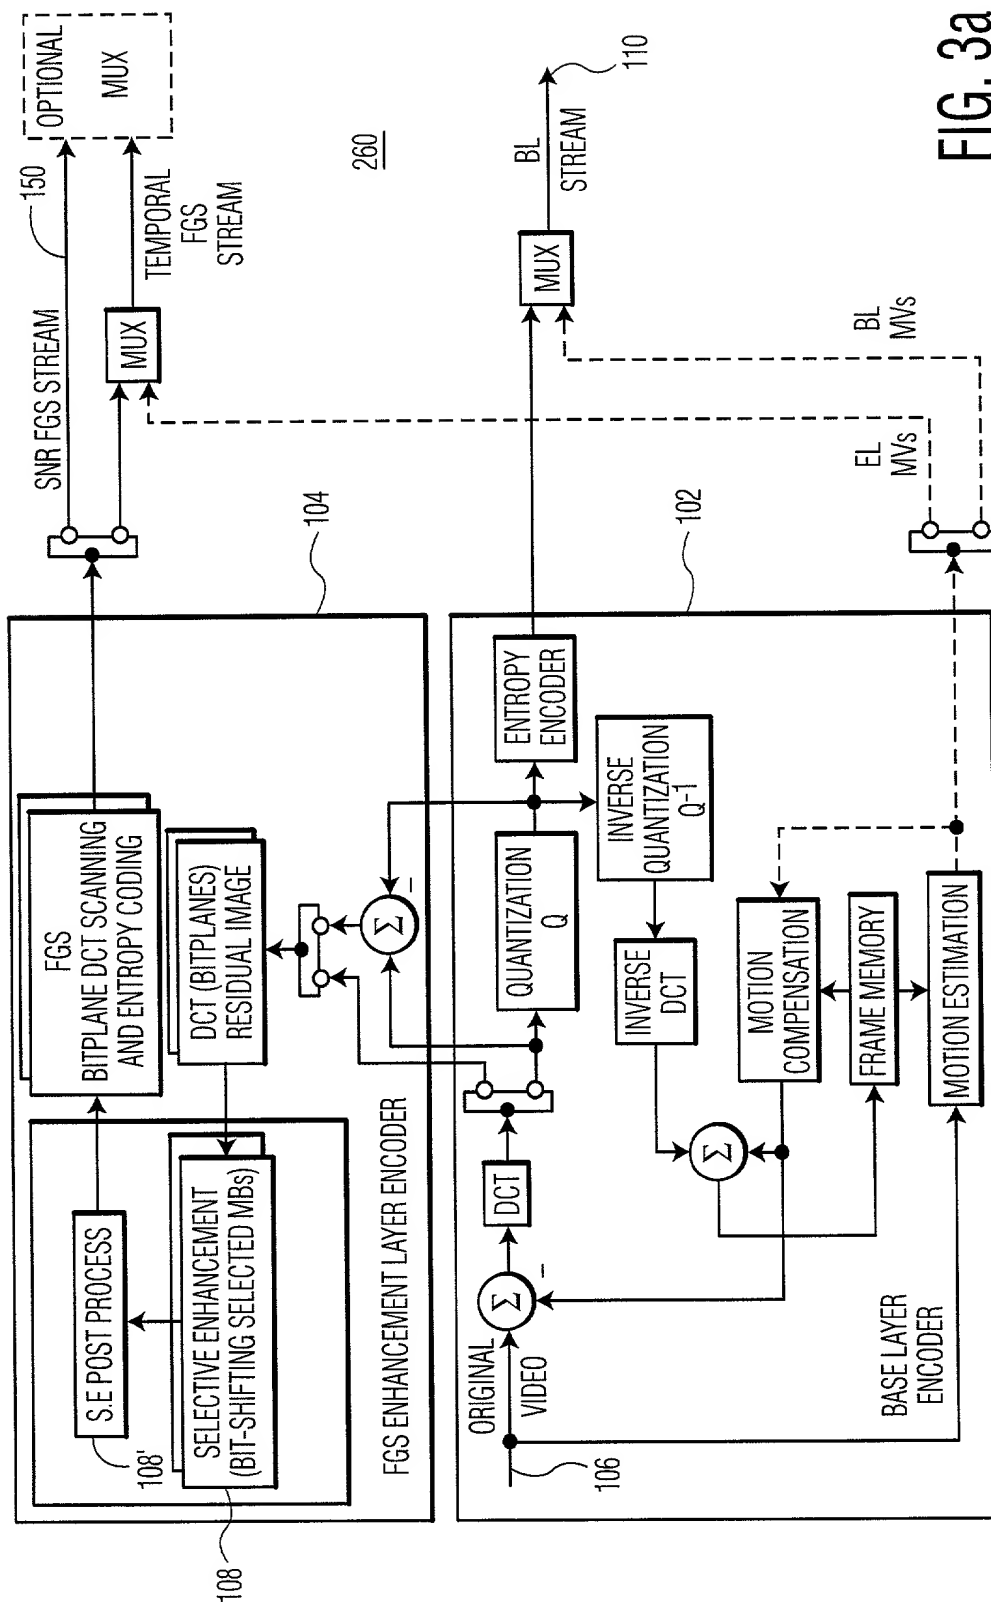 OPTIONAL
MUX
150
SNR FGS STREAM
TEMPORAL
FGS
STREAM
MUX
260
BL
STREAM
110
MUX
BL
MVs
EL
MVs
FIG. 3a
104
FGS
BITPLANE DCT SCANNING
AND ENTROPY CODING
DCT (BITPLANES)
RESIDUAL IMAGE
S.E POST PROCESS
108'
SELECTIVE ENHANCEMENT
(BIT-SHIFTING SELECTED MBs)
108
FGS ENHANCEMENT LAYER ENCODER
Σ
–
102
ENTROPY
ENCODER
QUANTIZATION
Q
INVERSE
QUANTIZATION
Q-1
INVERSE
DCT
MOTION
COMPENSATION
FRAME MEMORY
MOTION ESTIMATION
Σ
DCT
Σ
–
ORIGINAL
VIDEO
106
BASE LAYER
ENCODER